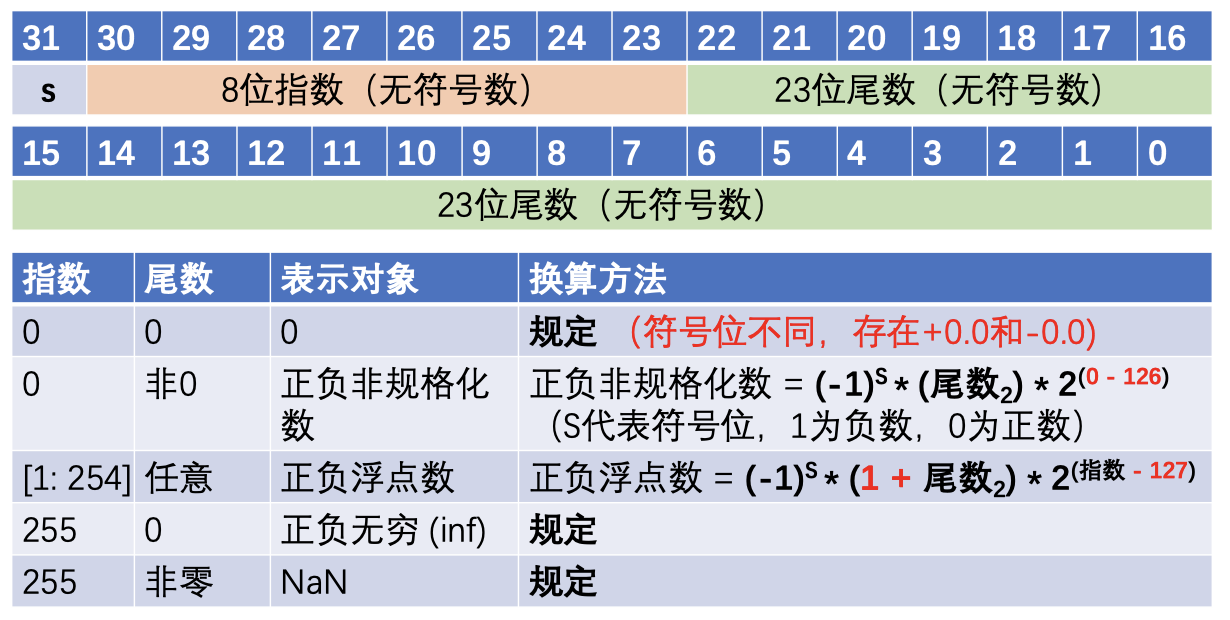 31 30 29 28 27 26 25 24 23 22 21 20 19 18 17 16
s 8位指数（无符号数） 23位尾数（无符号数）
15 14 13 12 11 10 9 8 7 6 5 4 3 2 1 0
23位尾数（无符号数）
指数 尾数 表示对象 换算方法
0 0 0 规定 （符号位不同，存在+0.0和-0.0)
0 非0 正负非规格化 正负非规格化数 = (-1)^S * (尾数₂) * 2^(0 - 126)
数 （S代表符号位，1为负数，0为正数）
[1: 254] 任意 正负浮点数 正负浮点数 = (-1)^S * (1 + 尾数₂) * 2^(指数 - 127)
255 0 正负无穷 (inf) 规定
255 非零 NaN 规定